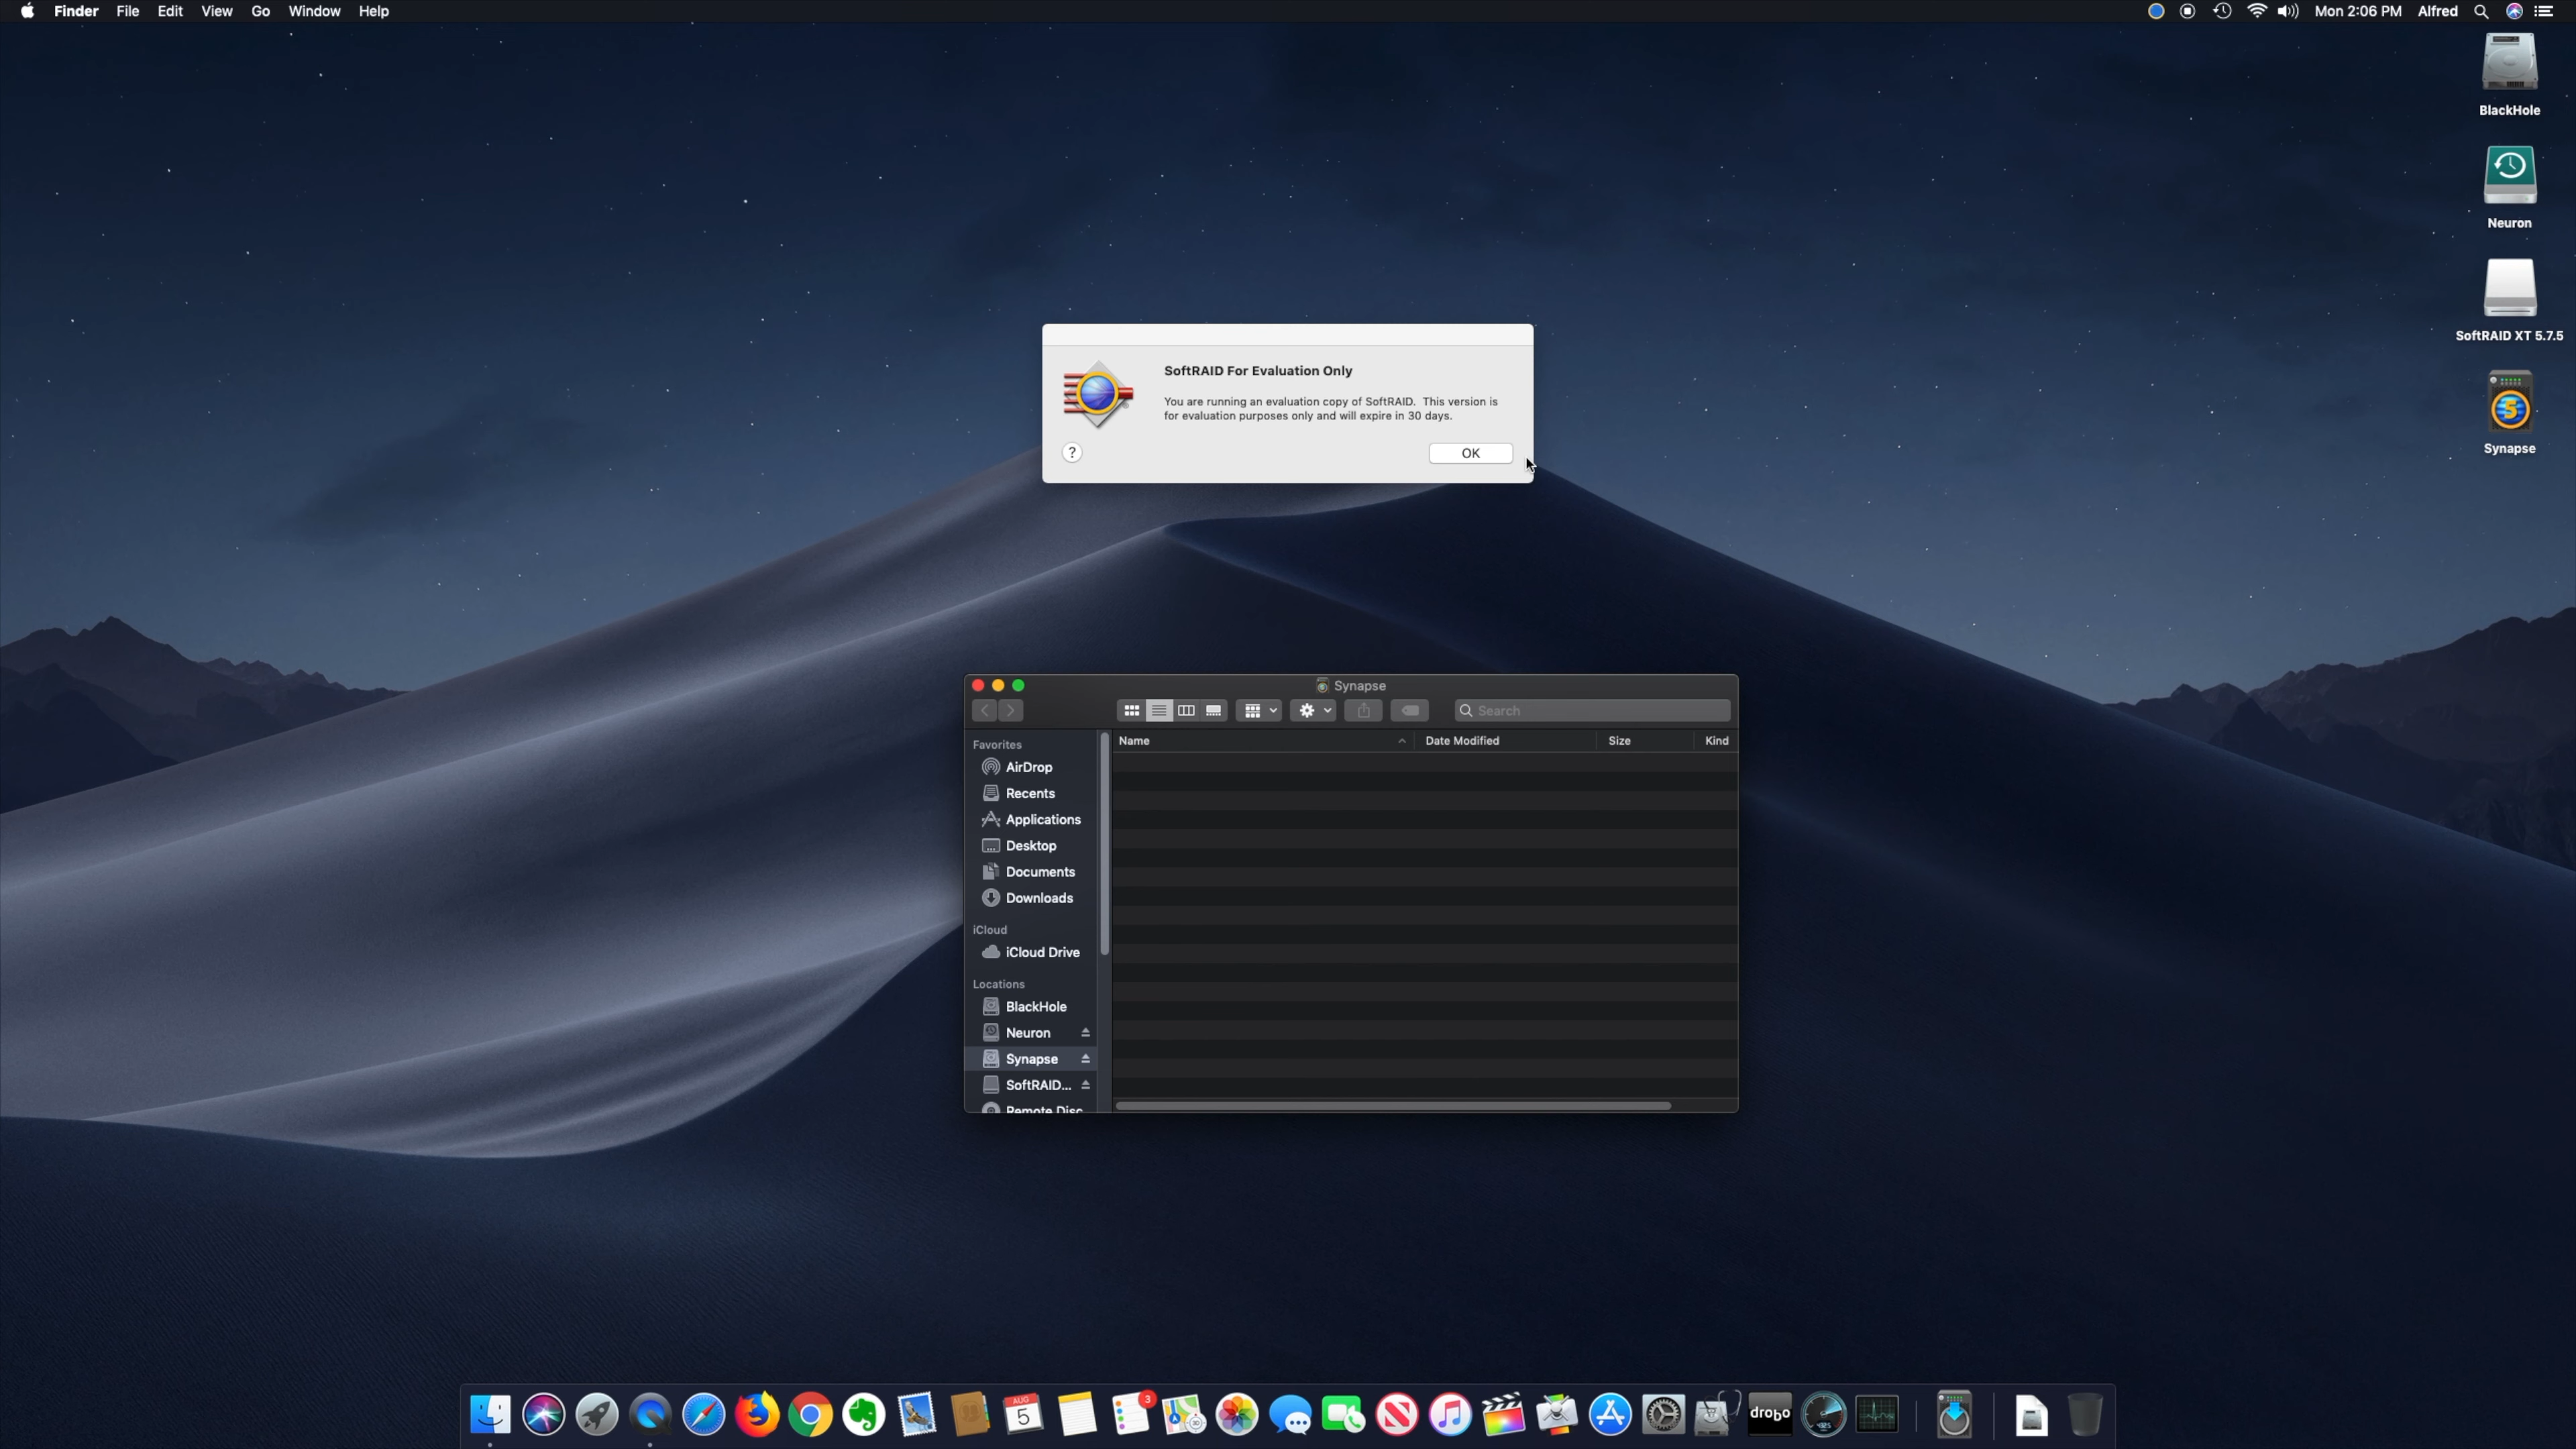 Finder File Edit View Go Window Help
Mon 2:06 PM Alfred
BlackHole
Neuron
SoftRAID XT 5.7.5
Synapse
SoftRAID For Evaluation Only
You are running an evaluation copy of SoftRAID. This version is
for evaluation purposes only and will expire in 30 days.
?
OK
Synapse
Search
Favorites
AirDrop
Recents
Applications
Desktop
Documents
Downloads
iCloud
iCloud Drive
Locations
BlackHole
Neuron
Synapse
SoftRAID...
Remote Disc
Name Date Modified Size Kind
AUG
5
3
drobo